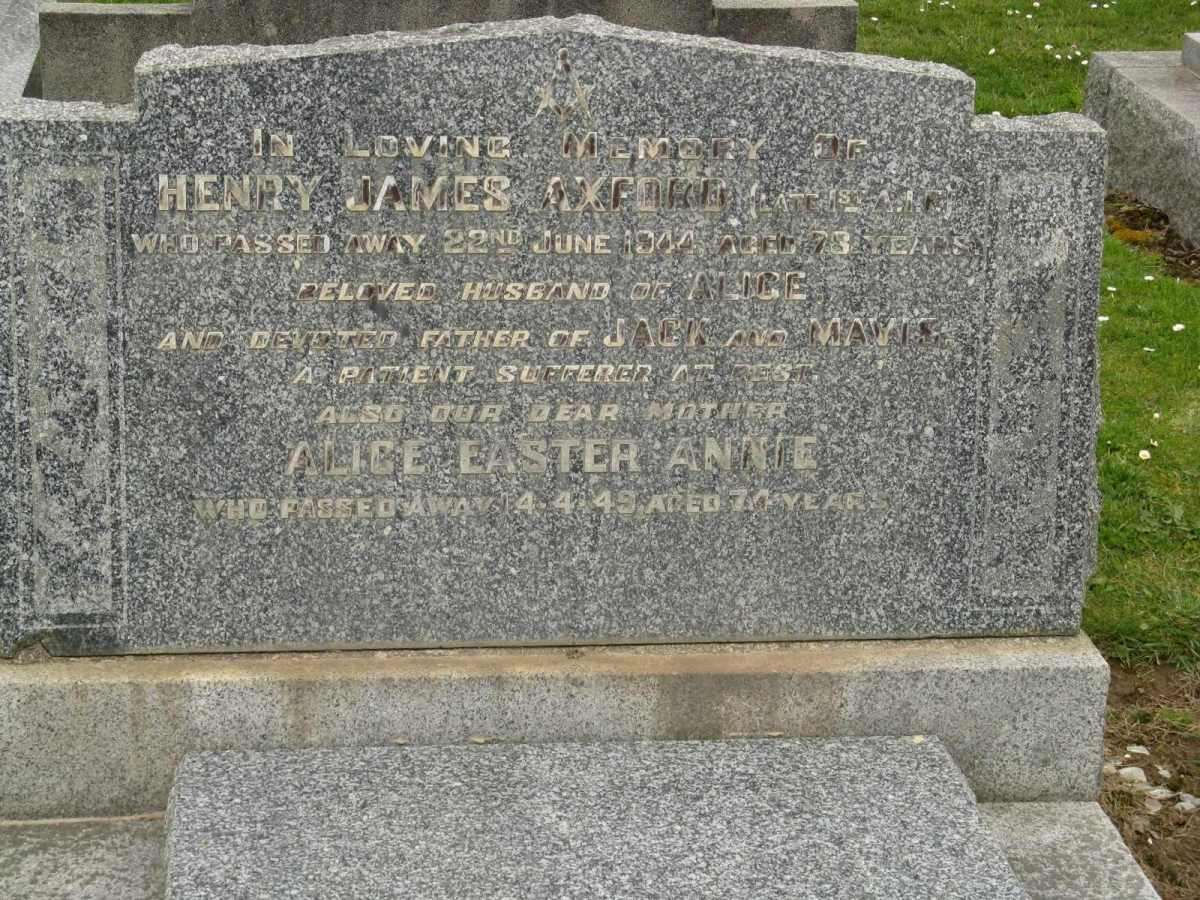 IN LOVING MEMORY OF
HENRY JAMES AXFORD (LATE 1ST A.I.F.)
WHO PASSED AWAY 22ND JUNE 1944, AGED 73 YEARS,
BELOVED HUSBAND OF ALICE,
AND DEVOTED FATHER OF JACK AND MAVIS.
A PATIENT SUFFERER AT REST.
ALSO OUR DEAR MOTHER
ALICE EASTER ANNIE
WHO PASSED AWAY 14-4-49, AGED 74 YEARS